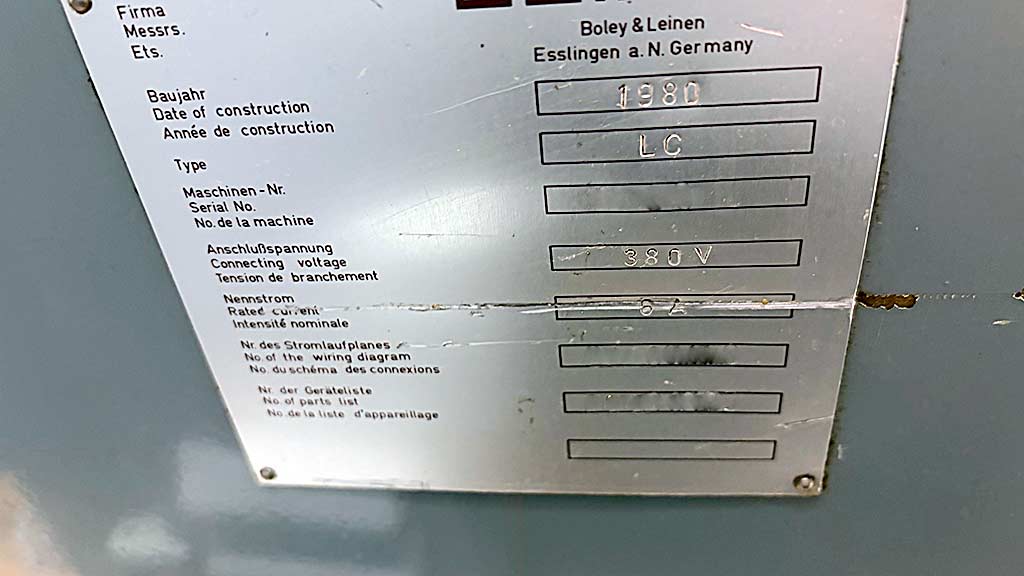 Firma
Messrs.
Ets.
Boley & Leinen
Esslingen a. N. Germany
Baujahr
Date of construction
Année de construction
1980
Type
LC
Maschinen-Nr.
Serial No.
No. de la machine
Anschlußspannung
Connecting voltage
Tension de branchement
380 V
Nennstrom
Rated current
Intensité nominale
6
Nr. des Stromlaufplanes
No. of the wiring diagram
No. du schéma des connexions
Nr. der Geräteliste
No. of parts list
No. de la liste d'appareillage